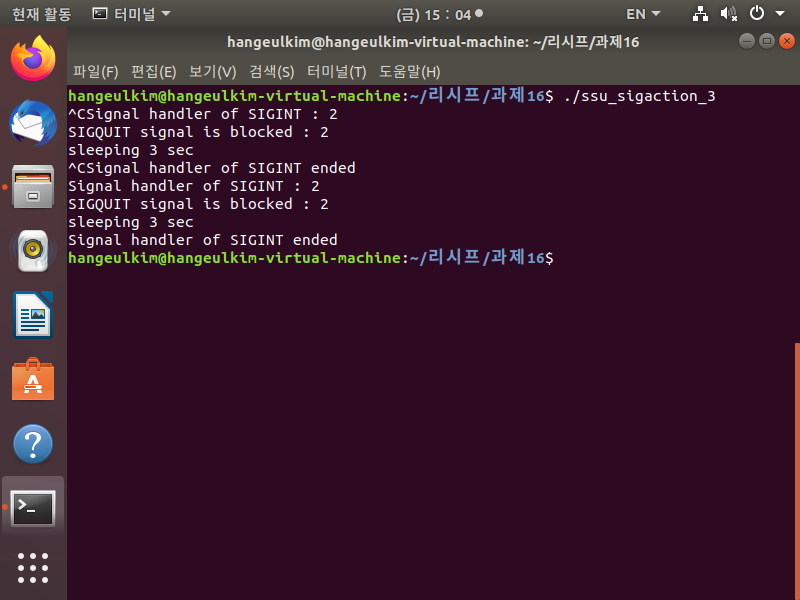 현재 활동 터미널 (금) 15 : 04 EN
hangeulkim@hangeulkim-virtual-machine: ~/리시프/과제16
파일(F) 편집(E) 보기(V) 검색(S) 터미널(T) 도움말(H)
hangeulkim@hangeulkim-virtual-machine:~/리시프/과제16$ ./ssu_sigaction_3
^CSignal handler of SIGINT : 2
SIGQUIT signal is blocked : 2
sleeping 3 sec
^CSignal handler of SIGINT ended
Signal handler of SIGINT : 2
SIGQUIT signal is blocked : 2
sleeping 3 sec
Signal handler of SIGINT ended
hangeulkim@hangeulkim-virtual-machine:~/리시프/과제16$